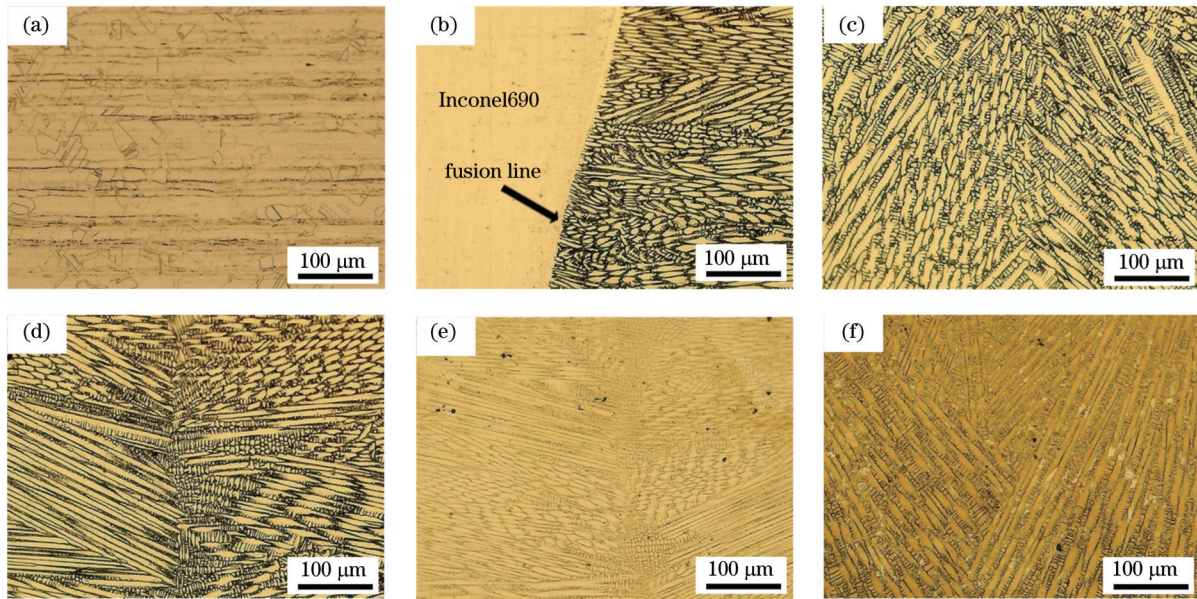 (a)
100 μm
(b)
Inconel690
fusion line
100 μm
(c)
100 μm
(d)
100 μm
(e)
100 μm
(f)
100 μm